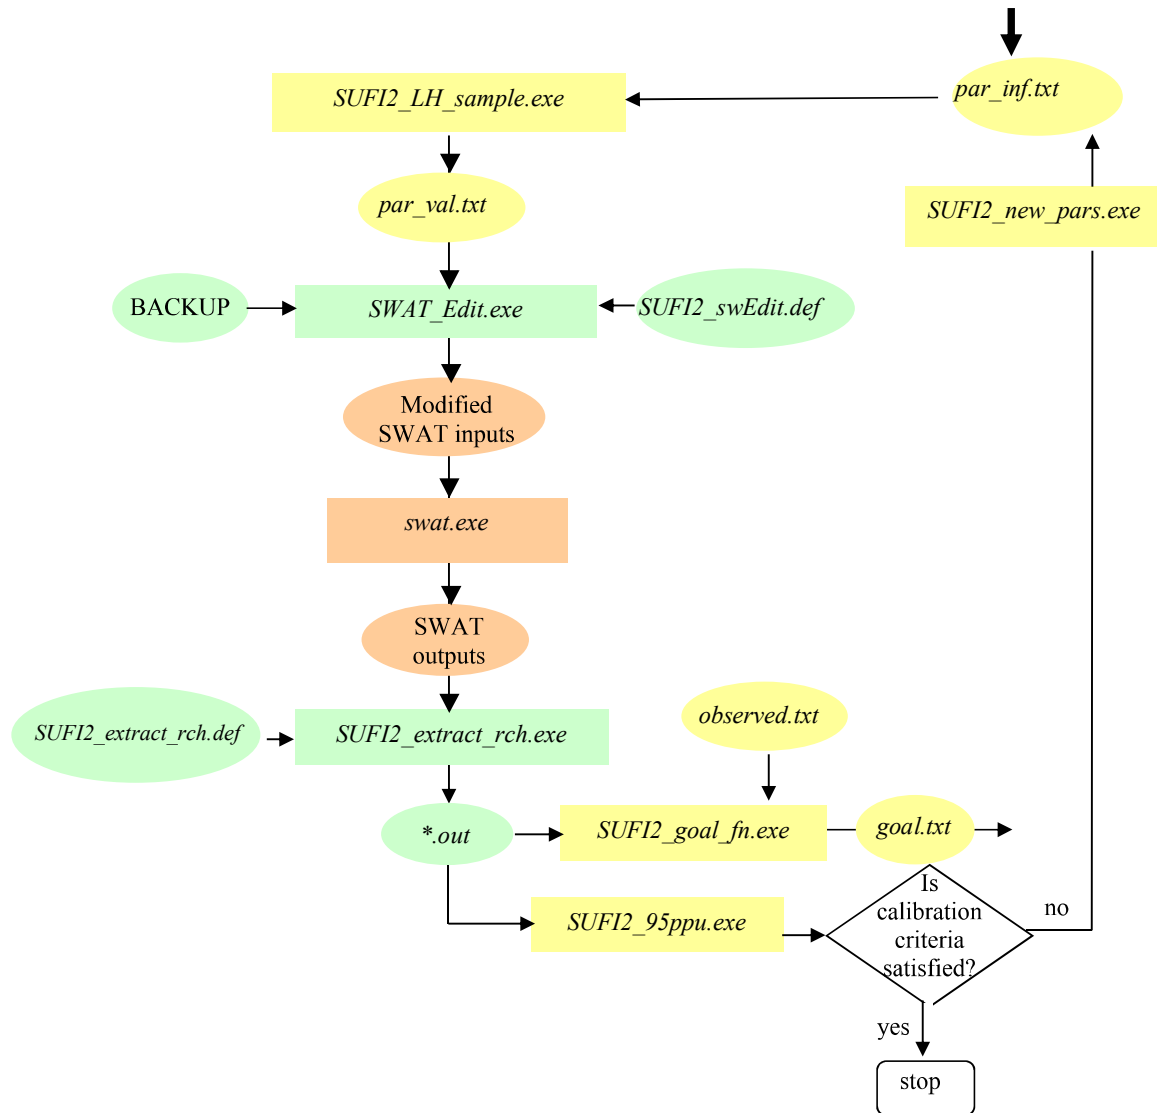 par_inf.txt
SUFI2_LH_sample.exe
par_val.txt
SUFI2_new_pars.exe
BACKUP
SWAT_Edit.exe
SUFI2_swEdit.def
Modified
SWAT inputs
swat.exe
SWAT
outputs
observed.txt
SUFI2_extract_rch.def
SUFI2_extract_rch.exe
*.out
SUFI2_goal_fn.exe
goal.txt
SUFI2_95ppu.exe
Is
calibration
criteria
satisfied?
no
yes
stop